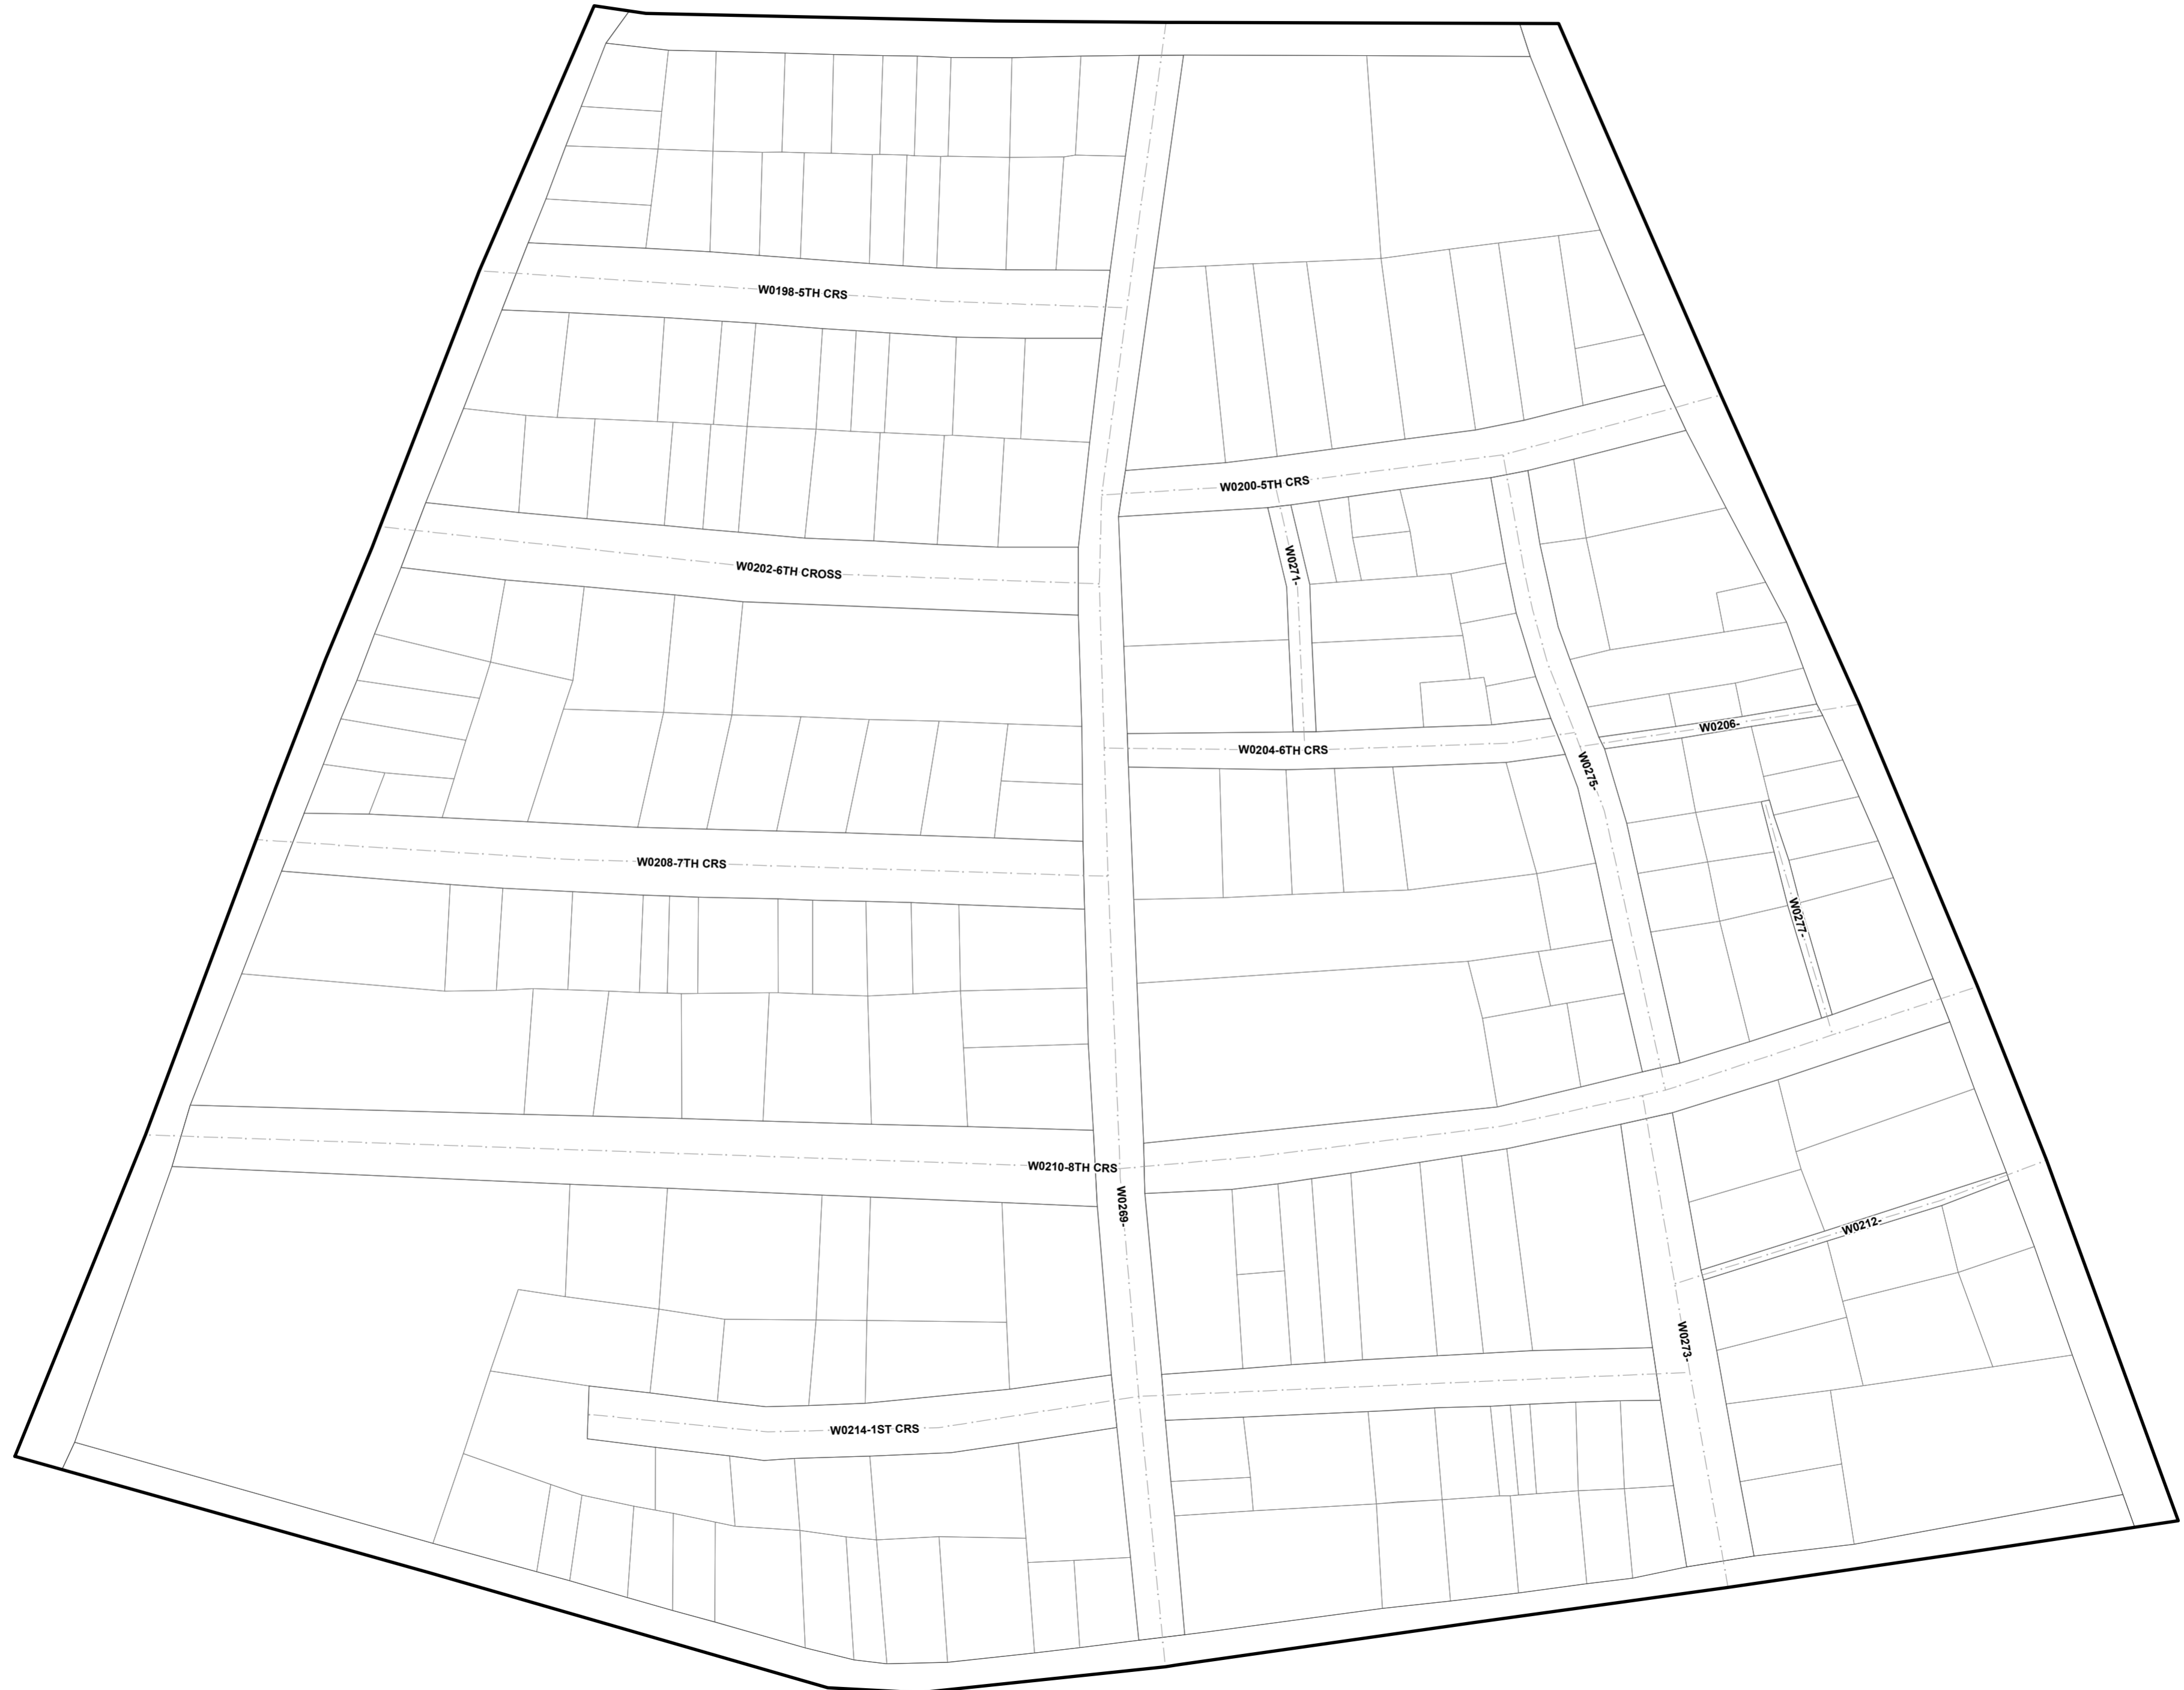 W0198-5TH CRS
W0200-5TH CRS
W0271-
W0202-6TH CROSS
W0206-
W0204-6TH CRS
W0275-
W0208-7TH CRS
W0277-
W0210-8TH CRS
W0269-
W0212-
W0273-
W0214-1ST CRS